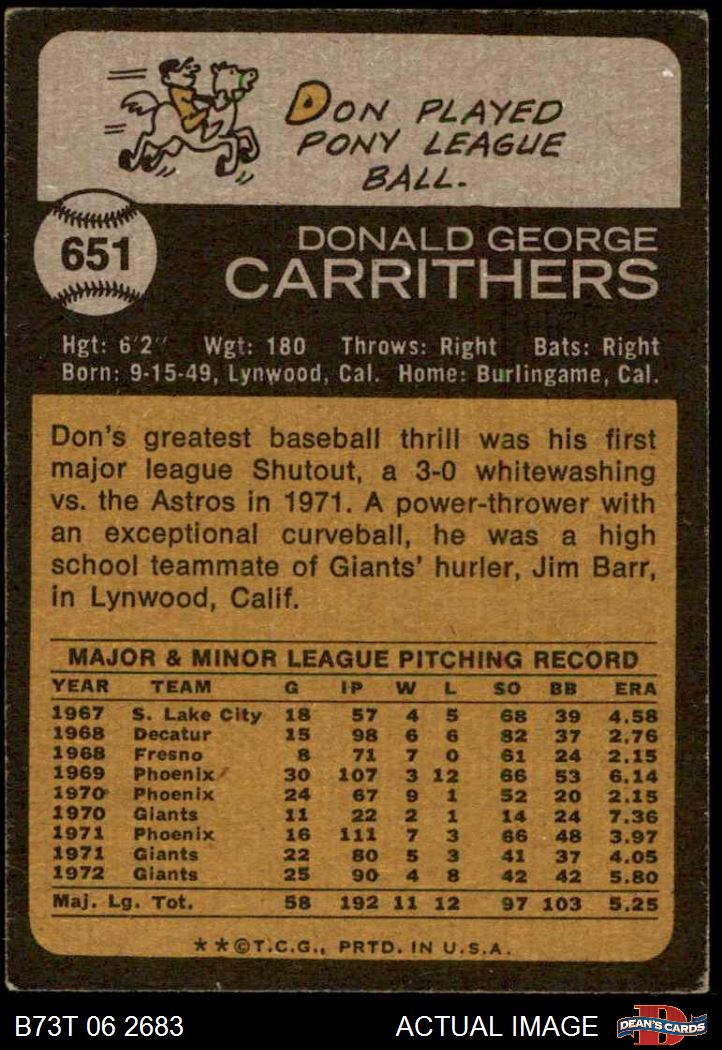 DON PLAYED
PONY LEAGUE
BALL.
651
DONALD GEORGE
CARRITHERS
Hgt: 6'2" Wgt: 180 Throws: Right Bats: Right
Born: 9-15-49, Lynwood, Cal. Home: Burlingame, Cal.
Don's greatest baseball thrill was his first
major league Shutout, a 3-0 whitewashing
vs. the Astros in 1971. A power-thrower with
an exceptional curveball, he was a high
school teammate of Giants' hurler, Jim Barr,
in Lynwood, Calif.
MAJOR & MINOR LEAGUE PITCHING RECORD
YEAR TEAM G IP W L SO BB ERA
1967 S. Lake City 18 57 4 5 68 39 4.58
1968 Decatur 15 98 6 6 82 37 2.76
1968 Fresno 8 71 7 0 61 24 2.15
1969 Phoenix 30 107 3 12 66 53 6.14
1970 Phoenix 24 67 9 1 52 20 2.15
1970 Giants 11 22 2 1 14 24 7.36
1971 Phoenix 16 111 7 3 66 48 3.97
1971 Giants 22 80 5 3 41 37 4.05
1972 Giants 25 90 4 8 42 42 5.80
Maj. Lg. Tot. 58 192 11 12 97 103 5.25
**©T.C.G., PRTD. IN U.S.A.
B73T 06 2683 ACTUAL IMAGE DEAN'S CARDS